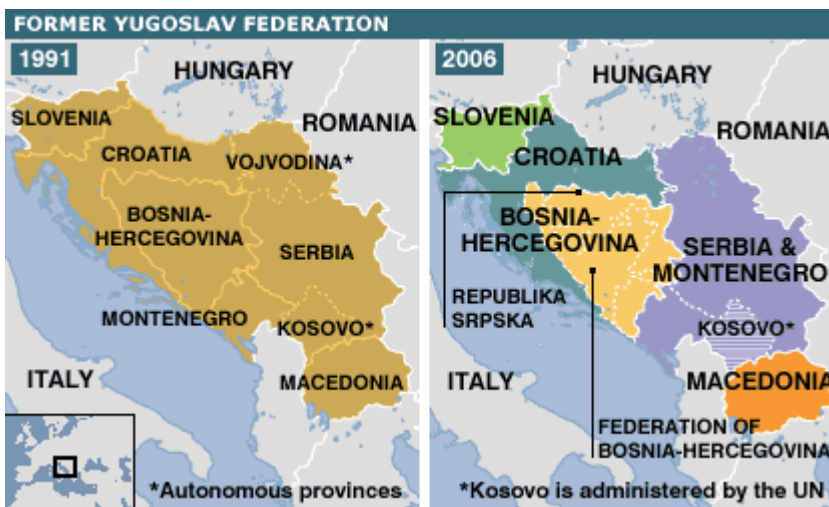 FORMER YUGOSLAV FEDERATION
1991
HUNGARY
SLOVENIA
ROMANIA
CROATIA
VOJVODINA*
BOSNIA-
HERCEGOVINA
SERBIA
MONTENEGRO
KOSOVO*
ITALY
MACEDONIA
*Autonomous provinces
2006
HUNGARY
SLOVENIA
ROMANIA
CROATIA
BOSNIA-
HERCEGOVINA
SERBIA &
MONTENEGRO
REPUBLIKA
SRPSKA
KOSOVO*
ITALY
MACEDONIA
FEDERATION OF
BOSNIA-HERCEGOVINA
*Kosovo is administered by the UN